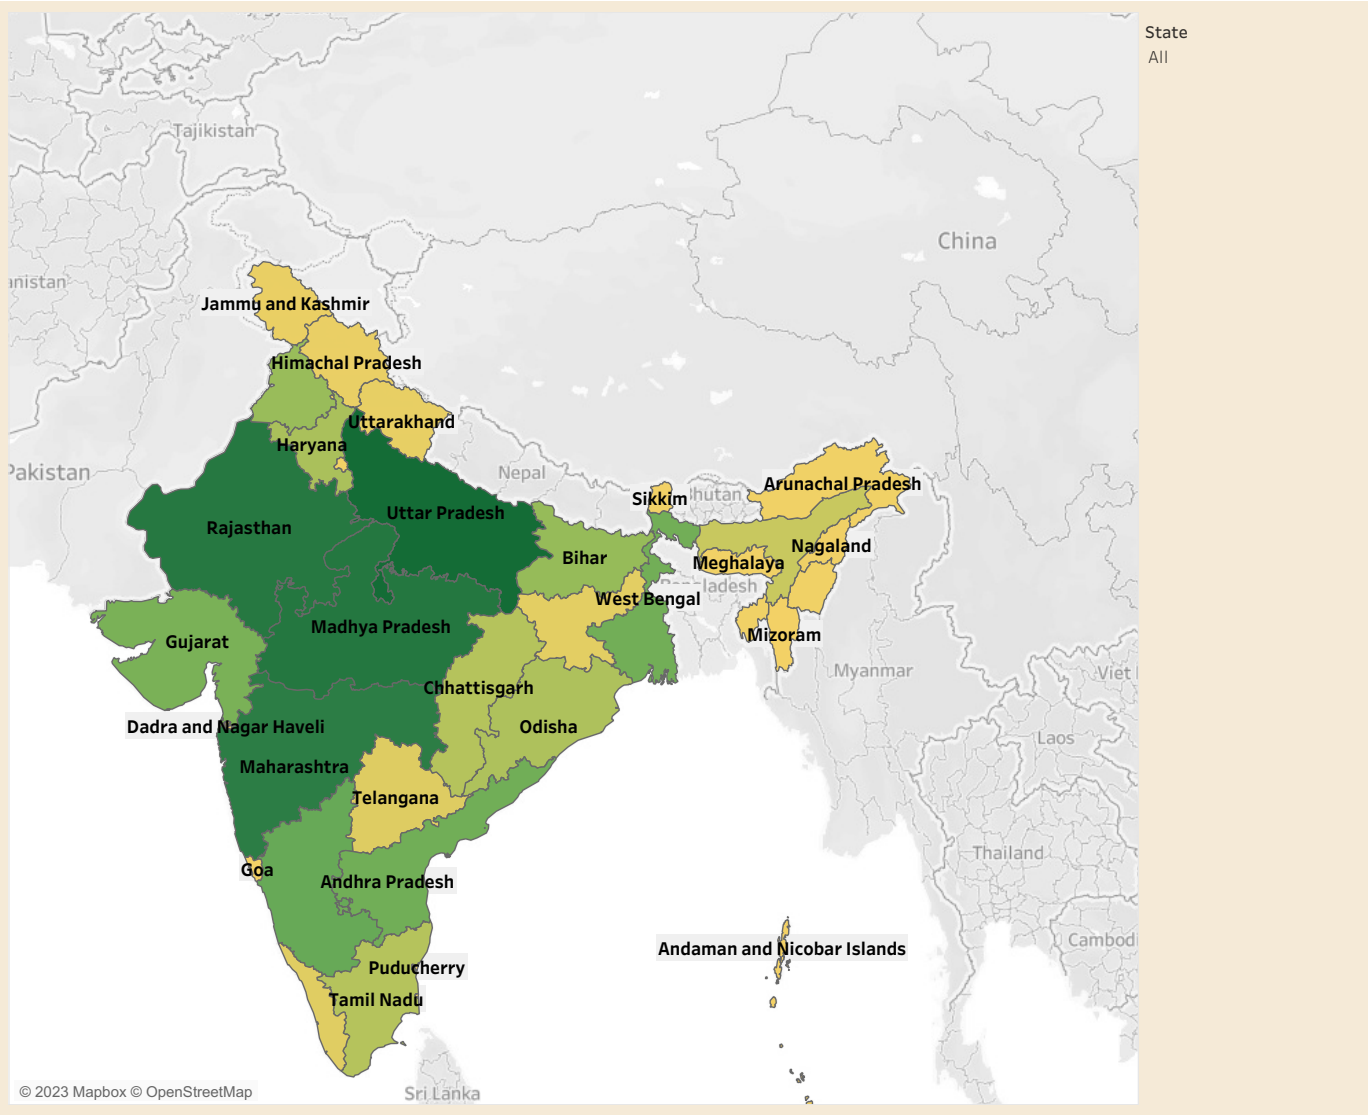 State
All
Tajikistan
China
anistan
Jammu and Kashmir
Himachal Pradesh
Uttarakhand
Haryana
Pakistan
Nepal
Arunachal Pradesh
Sikkim
Bhutan
Uttar Pradesh
Rajasthan
Nagaland
Bihar
Meghalaya
Bangladesh
West Bengal
Madhya Pradesh
Mizoram
Gujarat
Myanmar
Viet
Chhattisgarh
Dadra and Nagar Haveli
Odisha
Laos
Maharashtra
Telangana
Thailand
Goa
Andhra Pradesh
Cambodi
Andaman and Nicobar Islands
Puducherry
Tamil Nadu
© 2023 Mapbox © OpenStreetMap
Sri Lanka